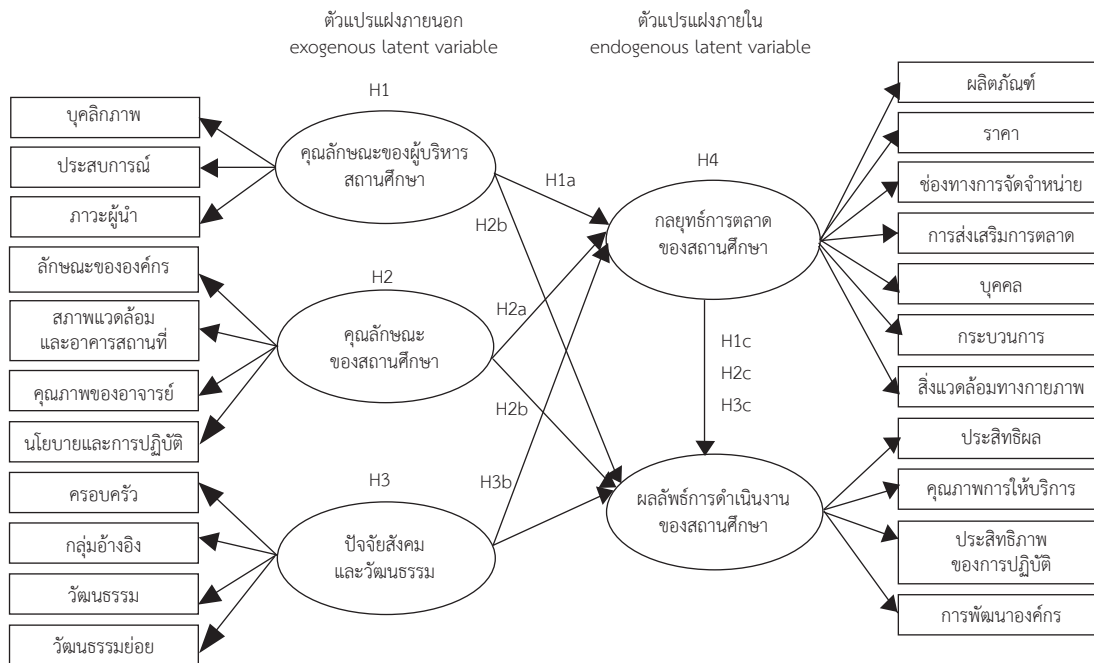 ตัวแปรแฝงภายนอก
exogenous latent variable
ตัวแปรแฝงภายใน
endogenous latent variable
H1
บุคลิกภาพ
ประสบการณ์
ภาวะผู้นำ
คุณลักษณะของผู้บริหาร
สถานศึกษา
ลักษณะขององค์กร
สภาพแวดล้อม
และอาคารสถานที่
คุณภาพของอาจารย์
นโยบายและการปฏิบัติ
H2
คุณลักษณะ
ของสถานศึกษา
ครอบครัว
กลุ่มอ้างอิง
วัฒนธรรม
วัฒนธรรมย่อย
H3
ปัจจัยสังคม
และวัฒนธรรม
H1a
H2b
H2a
H2b
H3b
H4
กลยุทธ์การตลาด
ของสถานศึกษา
H1c
H2c
H3c
ผลลัพธ์การดำเนินงาน
ของสถานศึกษา
ผลิตภัณฑ์
ราคา
ช่องทางการจัดจำหน่าย
การส่งเสริมการตลาด
บุคคล
กระบวนการ
สิ่งแวดล้อมทางกายภาพ
ประสิทธิผล
คุณภาพการให้บริการ
ประสิทธิภาพ
ของการปฏิบัติ
การพัฒนาองค์กร